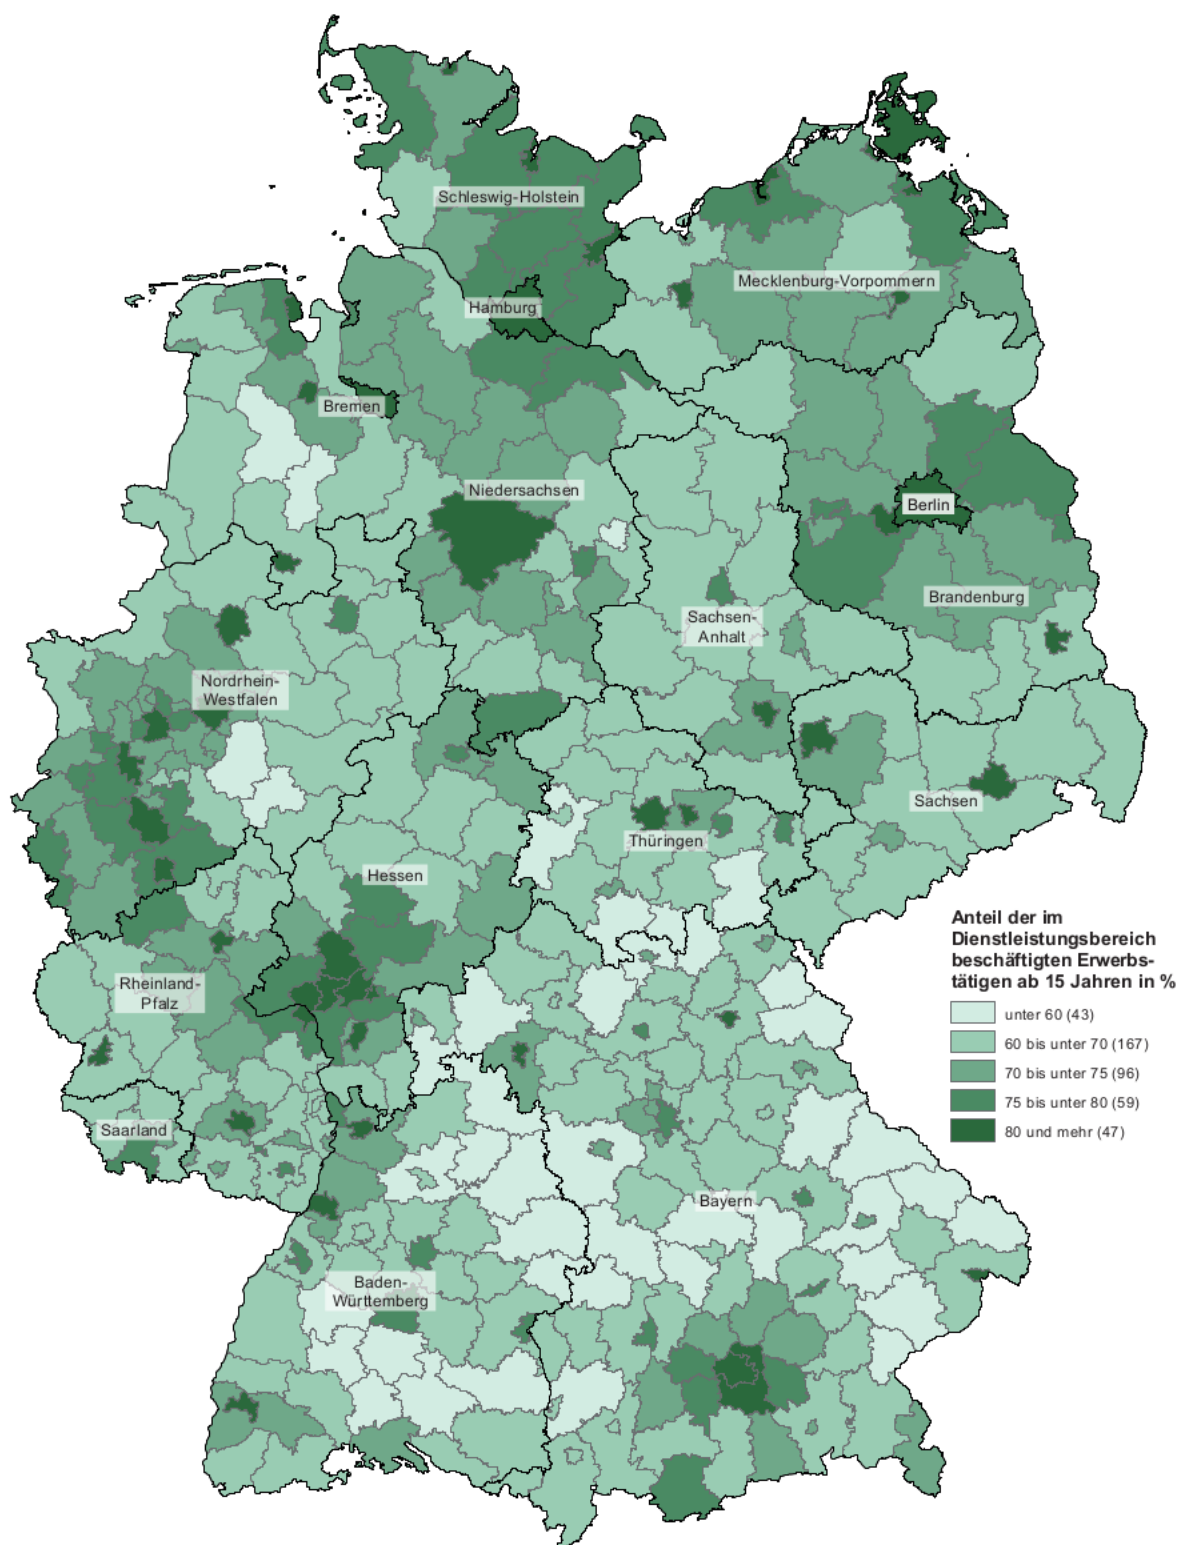 Schleswig-Holstein
Mecklenburg-Vorpommern
Hamburg
Bremen
Niedersachsen
Berlin
Brandenburg
Sachsen-
Anhalt
Nordrhein-
Westfalen
Sachsen
Thüringen
Hessen
Rheinland-
Pfalz
Saarland
Bayern
Baden-
Württemberg
Anteil der im
Dienstleistungsbereich
beschäftigten Erwerbs-
tätigen ab 15 Jahren in %
unter 60 (43)
60 bis unter 70 (167)
70 bis unter 75 (96)
75 bis unter 80 (59)
80 und mehr (47)